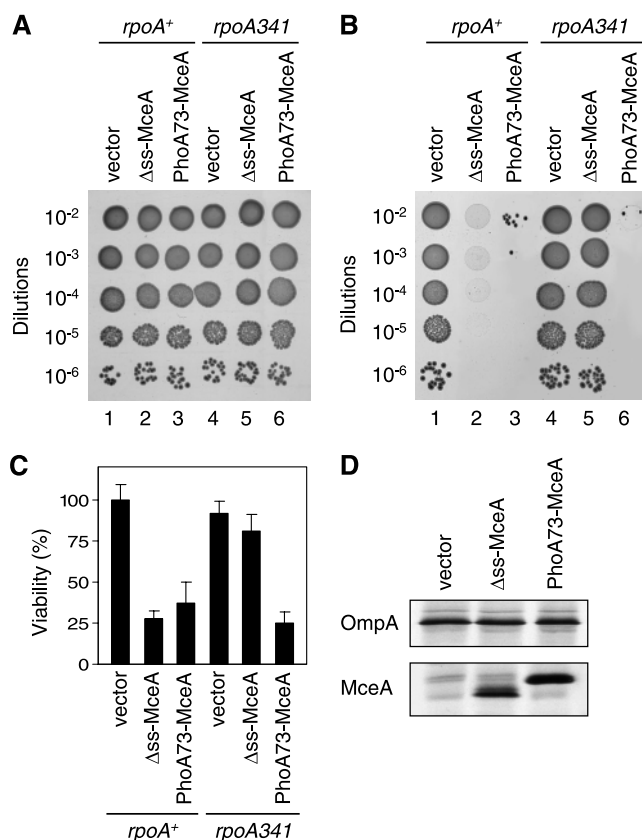 A
rpoA⁺ rpoA341
vector
Δss-MceA
PhoA73-MceA
vector
Δss-MceA
PhoA73-MceA
Dilutions
10⁻²
10⁻³
10⁻⁴
10⁻⁵
10⁻⁶
1 2 3 4 5 6
B
rpoA⁺ rpoA341
vector
Δss-MceA
PhoA73-MceA
vector
Δss-MceA
PhoA73-MceA
Dilutions
10⁻²
10⁻³
10⁻⁴
10⁻⁵
10⁻⁶
1 2 3 4 5 6
C
Viability (%)
100
75
50
25
0
vector
Δss-MceA
PhoA73-MceA
vector
Δss-MceA
PhoA73-MceA
rpoA⁺ rpoA341
D
vector
Δss-MceA
PhoA73-MceA
OmpA
MceA